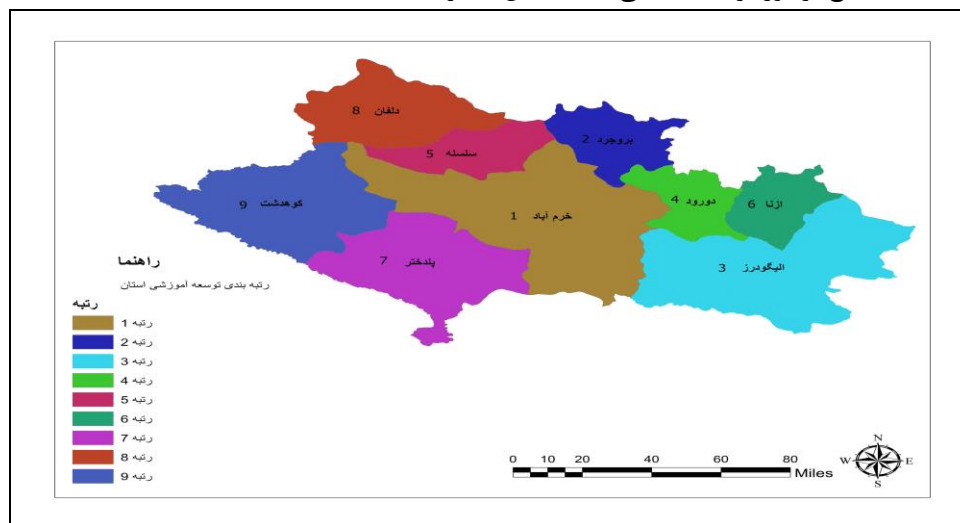 دلفان 8
بروجرد 2
سلسله 5
ازنا 6
دورود 4
کوهدشت 9
خرم آباد 1
الیگودرز 3
پلدختر 7
راهنما
رتبه بندی توسعه آموزشی استان
رتبه
رتبه 1
رتبه 2
رتبه 3
رتبه 4
رتبه 5
رتبه 6
رتبه 7
رتبه 8
رتبه 9
0 10 20 40 60 80
Miles
N
W E
S